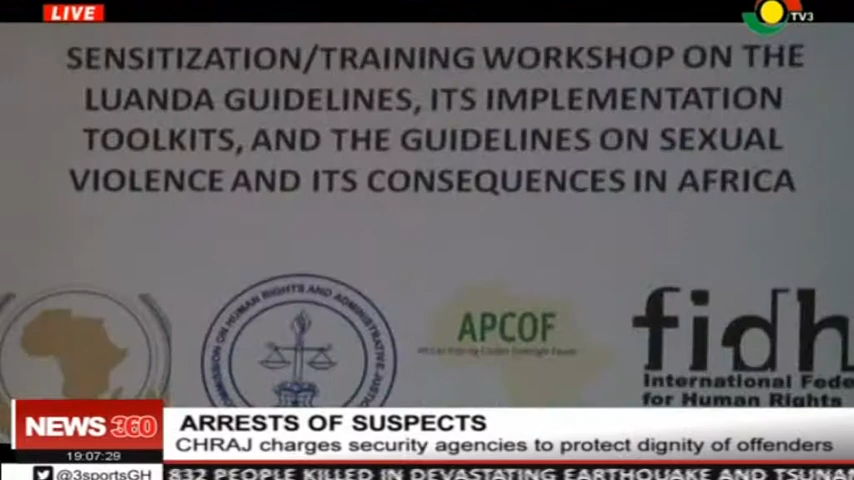 LIVE
TV3
SENSITIZATION/TRAINING WORKSHOP ON THE
LUANDA GUIDELINES, ITS IMPLEMENTATION
TOOLKITS, AND THE GUIDELINES ON SEXUAL
VIOLENCE AND ITS CONSEQUENCES IN AFRICA
COMMISSION ON HUMAN RIGHTS AND ADMINISTRATIVE JUSTICE
APCOF
fidh
International Fede
for Human Rights
NEWS 360
ARRESTS OF SUSPECTS
CHRAJ charges security agencies to protect dignity of offenders
19:07:29
@3sportsGH
832 PEOPLE KILLED IN DEVASTATING EARTHQUAKE AND TSUNA